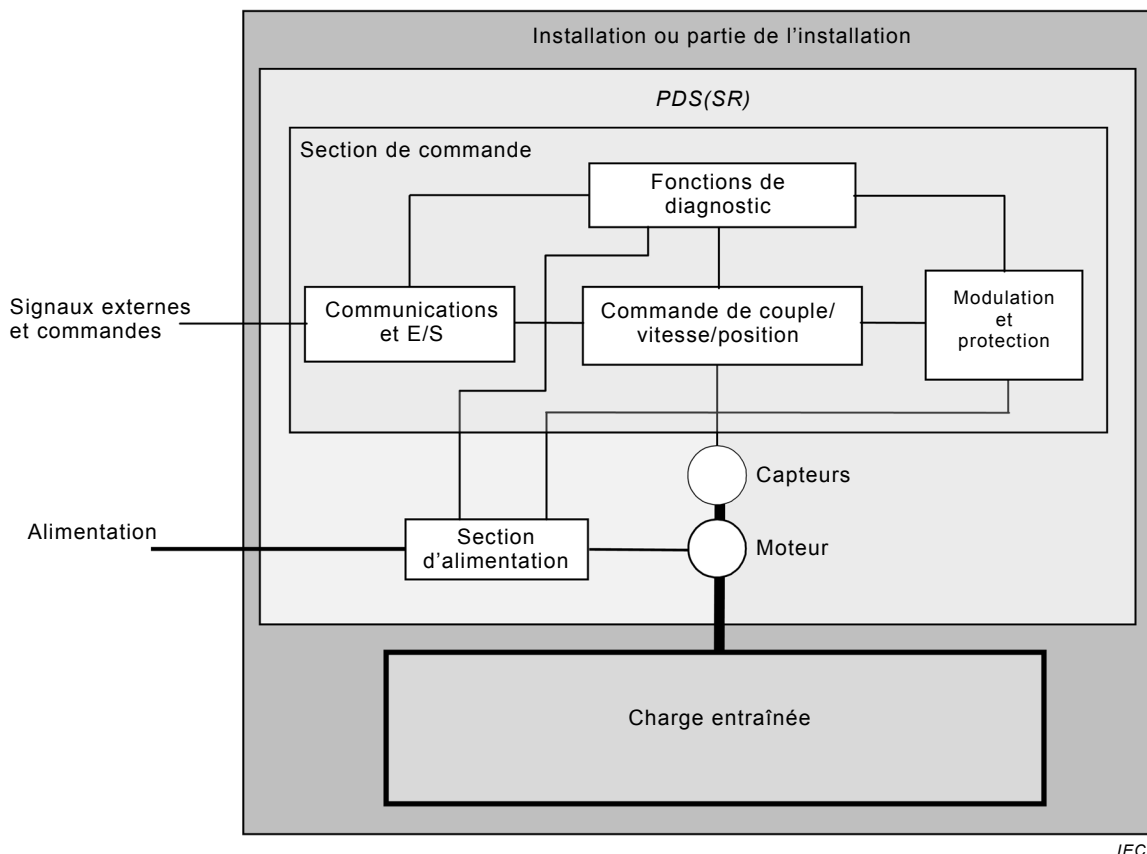 Installation ou partie de l’installation
PDS(SR)
Section de commande
Fonctions de
diagnostic
Signaux externes
et commandes
Communications
et E/S
Commande de couple/
vitesse/position
Modulation
et
protection
Capteurs
Alimentation
Section
d’alimentation
Moteur
Charge entraînée
IEC